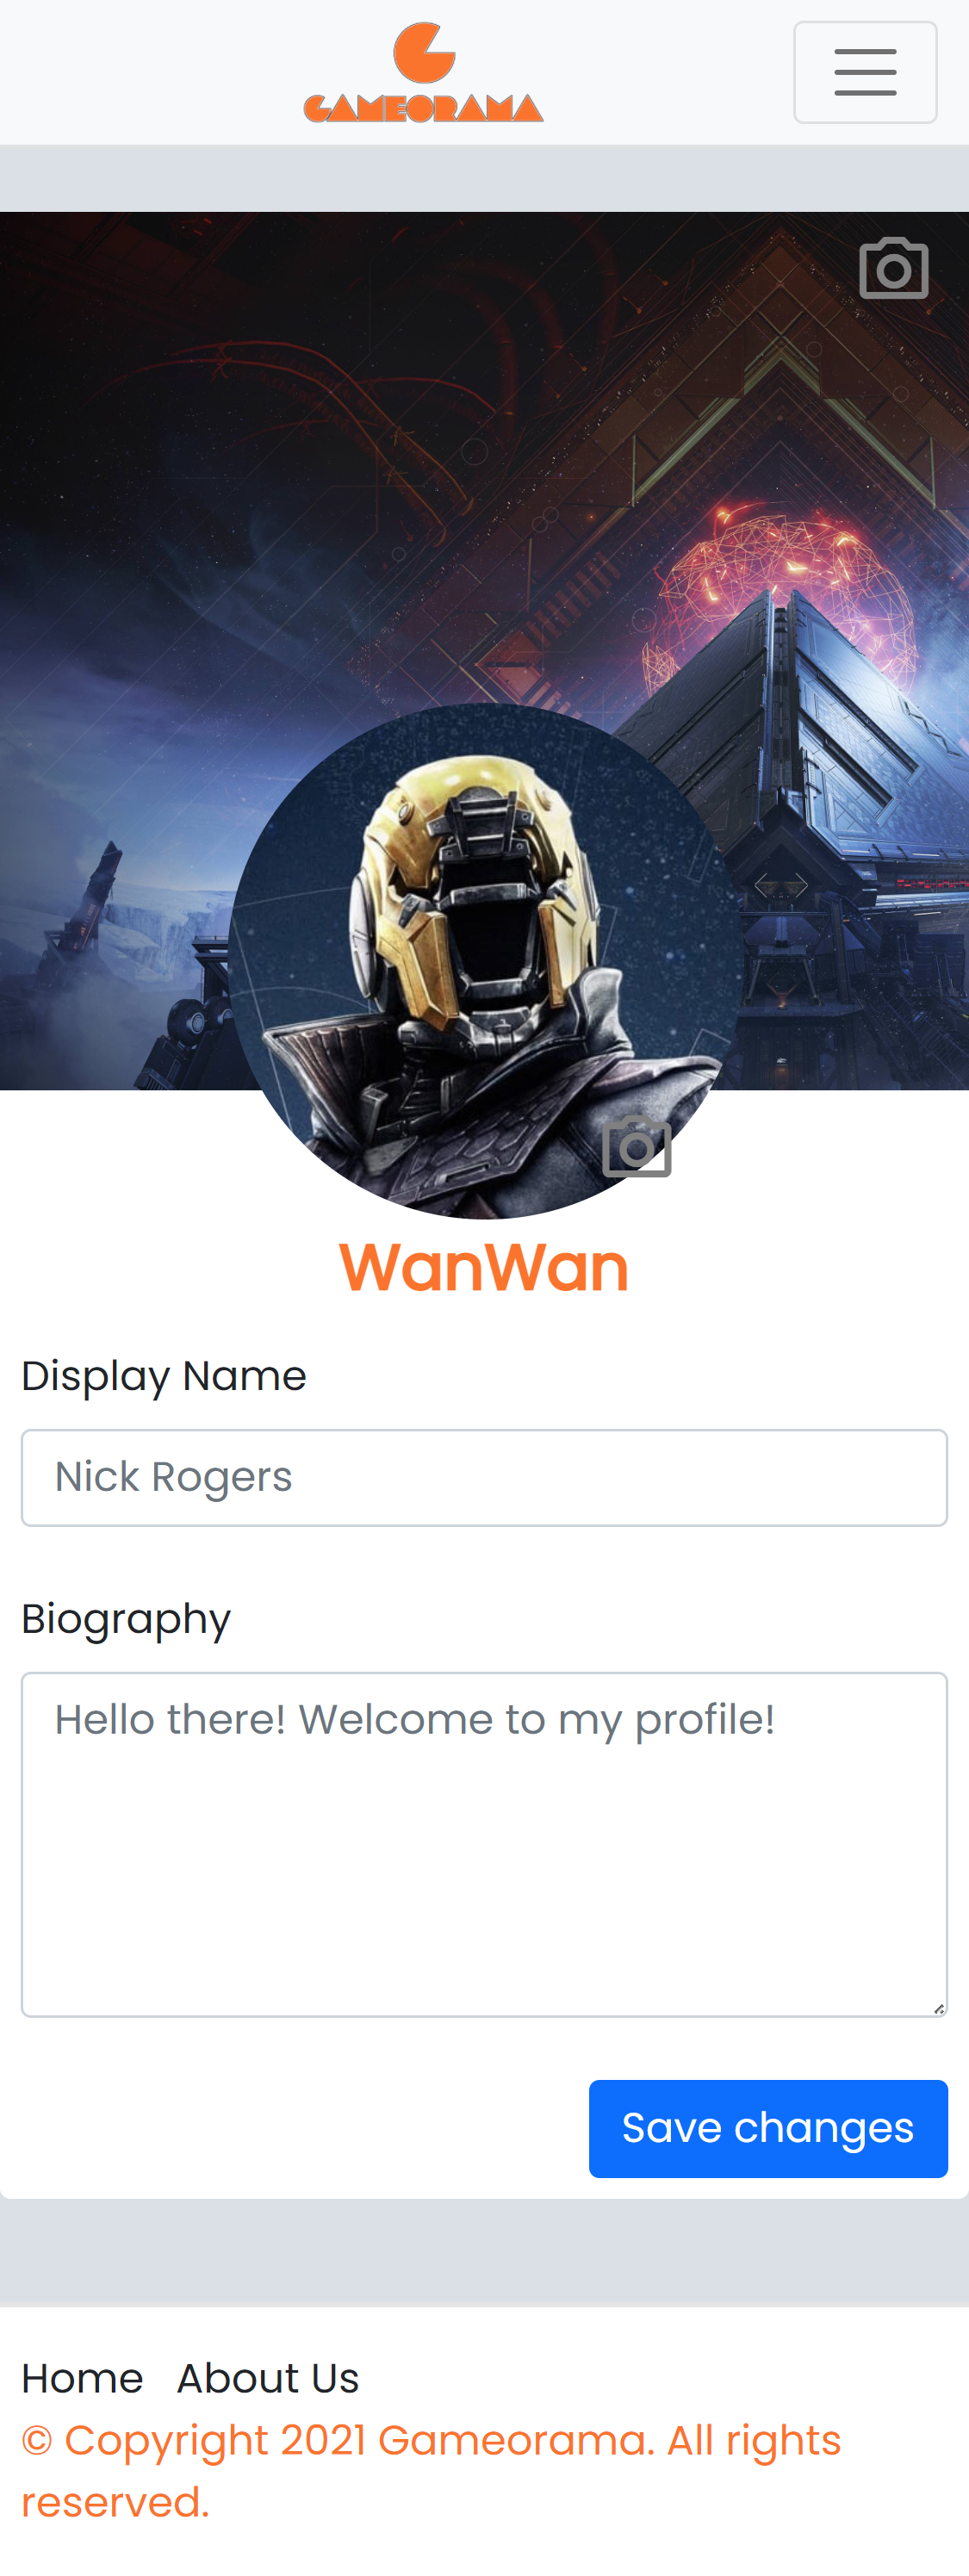 GAMEORAMA
WanWan
Display Name
Nick Rogers
Biography
Hello there! Welcome to my profile!
Save changes
Home About Us
© Copyright 2021 Gameorama. All rights
reserved.